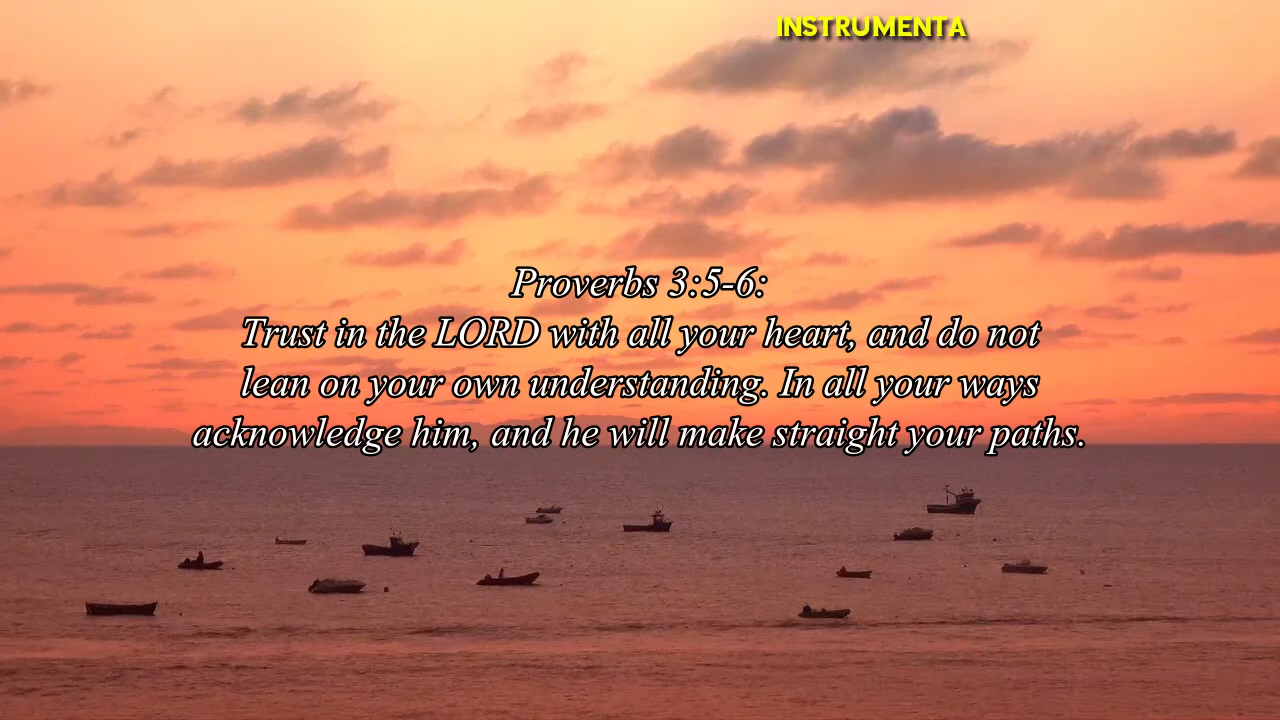 INSTRUMENTA
Proverbs 3:5-6:
Trust in the LORD with all your heart, and do not
lean on your own understanding. In all your ways
acknowledge him, and he will make straight your paths.